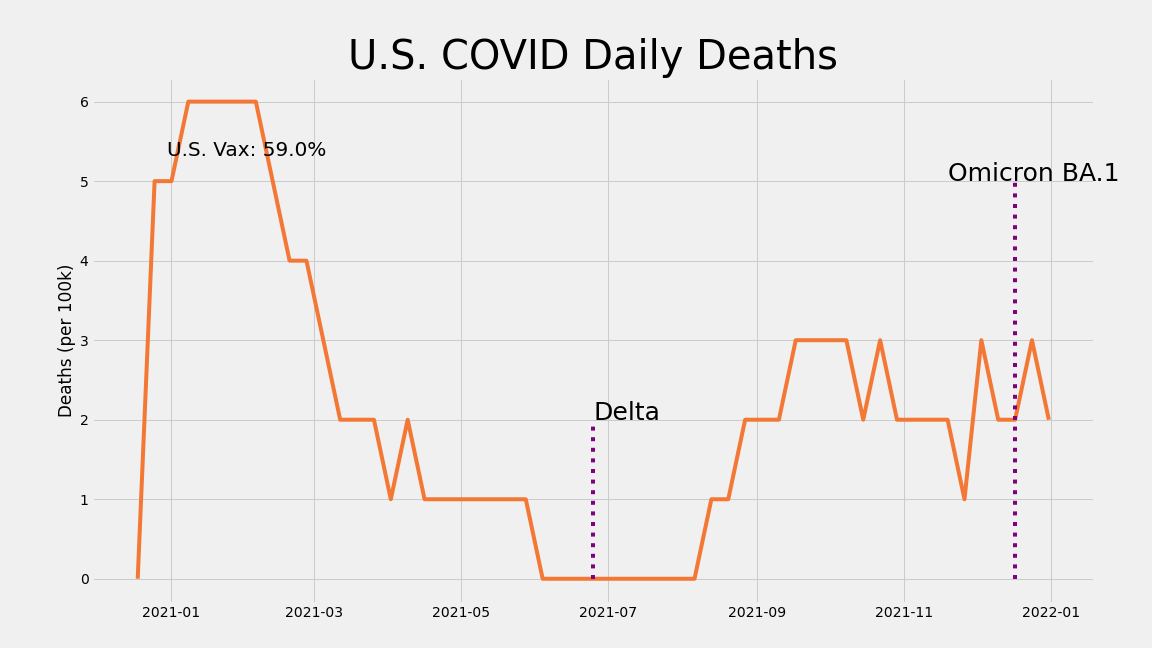 U.S. COVID Daily Deaths
6
U.S. Vax: 59.0%
Omicron BA.1
5
4
Deaths (per 100k)
3
Delta
2
1
0
2021-01 2021-03 2021-05 2021-07 2021-09 2021-11 2022-01